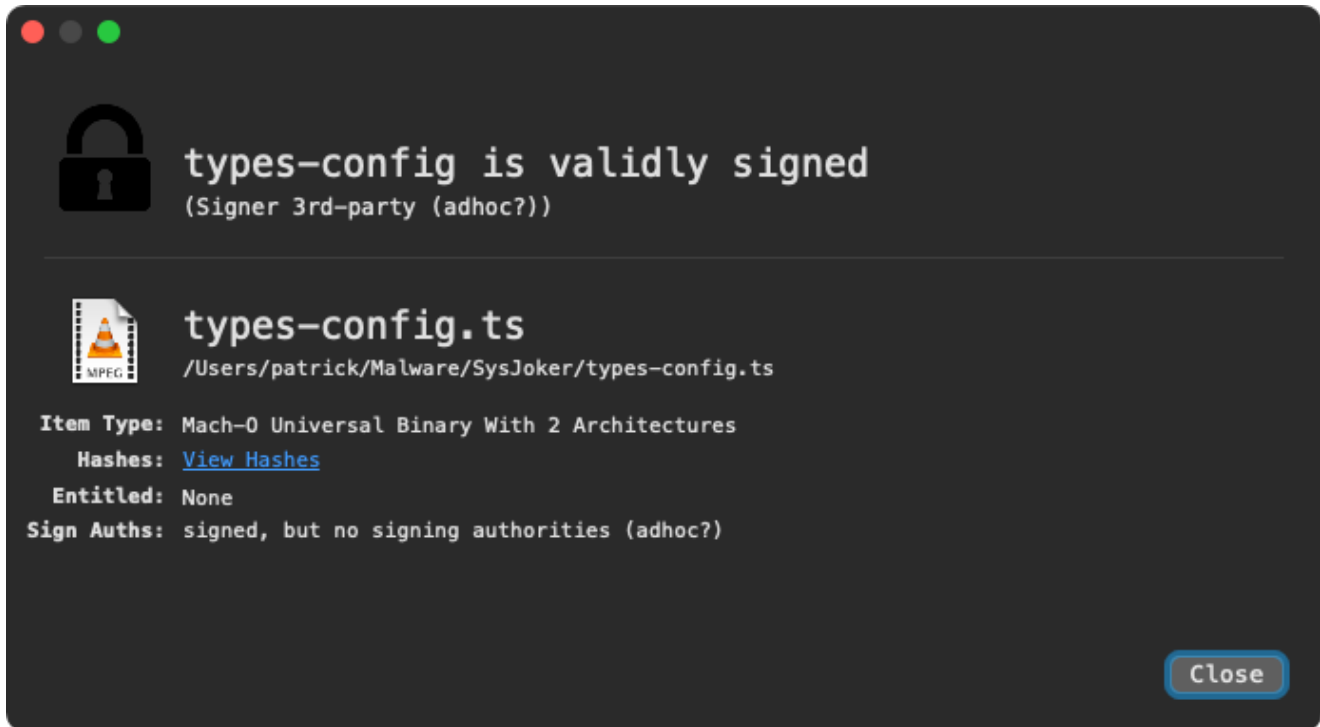 types-config is validly signed
(Signer 3rd-party (adhoc?))
types-config.ts
/Users/patrick/Malware/SysJoker/types-config.ts
MPEG
Item Type: Mach-O Universal Binary With 2 Architectures
Hashes: View Hashes
Entitled: None
Sign Auths: signed, but no signing authorities (adhoc?)
Close